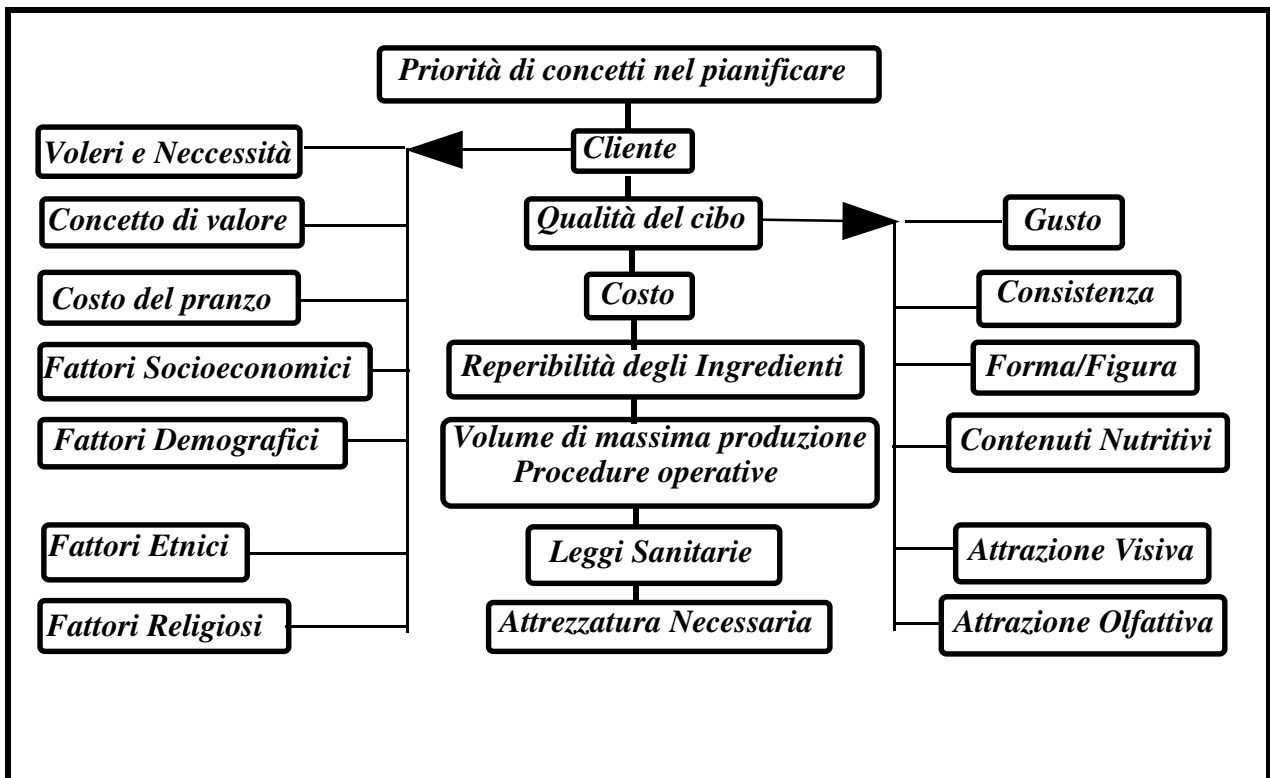 Priorità di concetti nel pianificare
Cliente
Voleri e Neccessità
Concetto di valore
Costo del pranzo
Fattori Socioeconomici
Fattori Demografici
Fattori Etnici
Fattori Religiosi
Qualità del cibo
Costo
Reperibilità degli Ingredienti
Volume di massima produzione
Procedure operative
Leggi Sanitarie
Attrezzatura Necessaria
Gusto
Consistenza
Forma/Figura
Contenuti Nutritivi
Attrazione Visiva
Attrazione Olfattiva